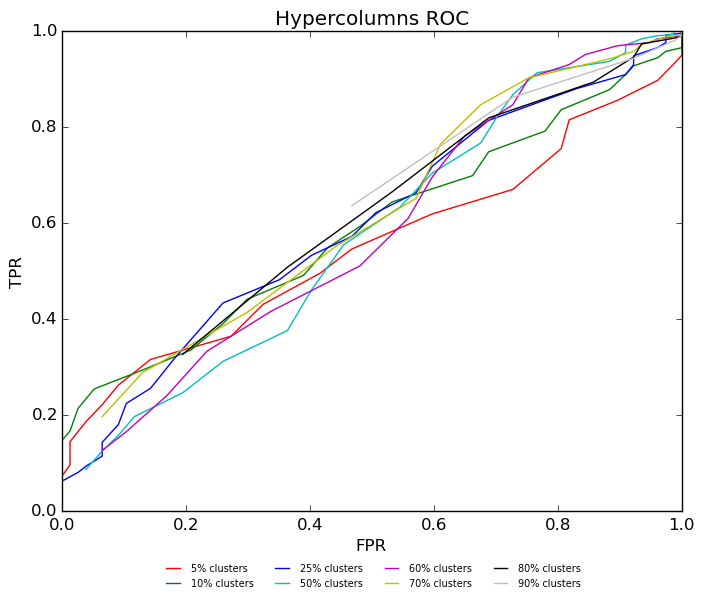 Hypercolumns ROC
1.0
0.8
0.6
0.4
0.2
0.0
TPR
0.0 0.2 0.4 0.6 0.8 1.0
FPR
5% clusters 25% clusters 60% clusters 80% clusters
10% clusters 50% clusters 70% clusters 90% clusters